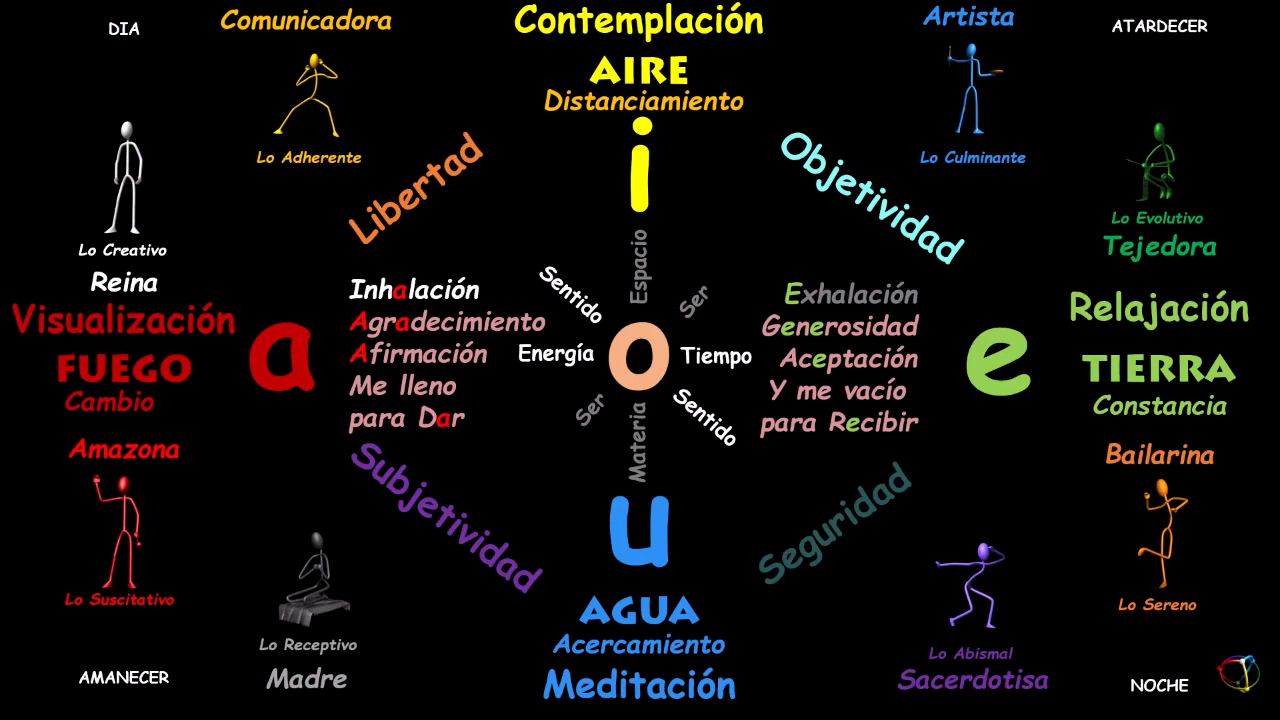 DIA
Comunicadora
Contemplación
Artista
ATARDECER
AIRE
Distanciamiento
Lo Adherente
Lo Culminante
i
Libertad
Objetividad
Lo Creativo
Reina
Lo Evolutivo
Tejedora
Espacio
Sentido
Ser
Visualización
FUEGO
Cambio
a
Inhalación
Agradecimiento
Afirmación
Me lleno
para Dar
Energía
o
Tiempo
Exhalación
Generosidad
Aceptación
Y me vacío
para Recibir
e
Relajación
TIERRA
Constancia
Ser
Materia
Sentido
Amazona
Bailarina
Subjetividad
Seguridad
u
Lo Suscitativo
Lo Sereno
AGUA
Acercamiento
Meditación
Lo Receptivo
Madre
Lo Abismal
Sacerdotisa
AMANECER
NOCHE